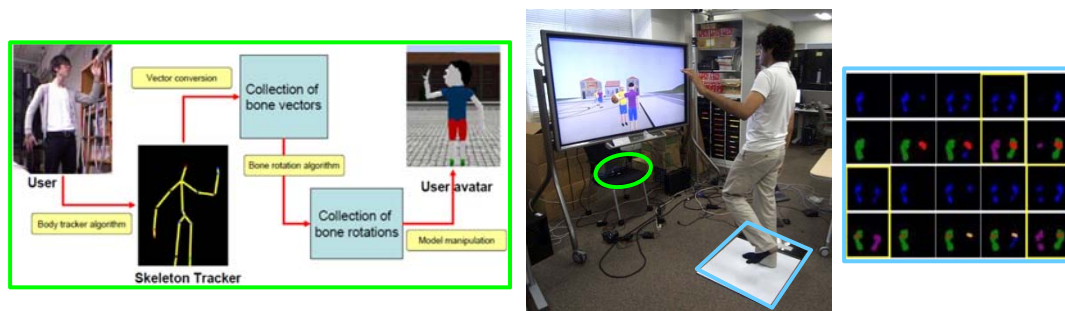 Vector conversion
Collection of
bone vectors
User
Bone rotation algorithm
User avatar
Body tracker algorithm
Collection of
bone rotations
Model manipulation
Skeleton Tracker